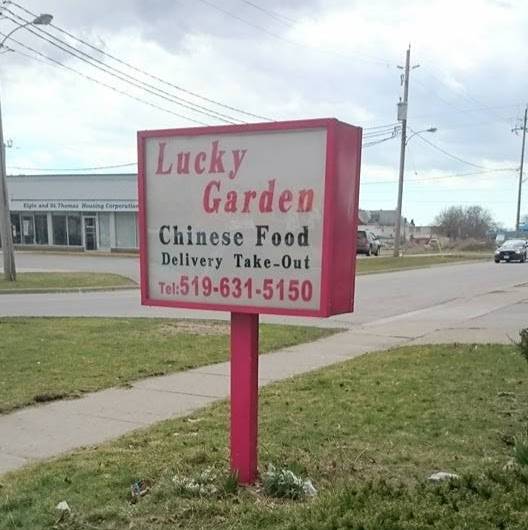 Lucky
Garden
Chinese Food
Delivery Take-Out
Tel:519-631-5150
Elgin and St. Thomas Housing Corporation